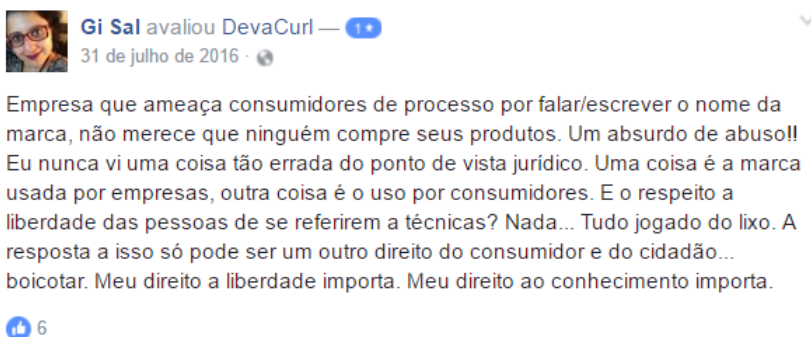 Gi Sal avaliou DevaCurl — 1★
31 de julho de 2016 ·
Empresa que ameaça consumidores de processo por falar/escrever o nome da
marca, não merece que ninguém compre seus produtos. Um absurdo de abuso!!
Eu nunca vi uma coisa tão errada do ponto de vista jurídico. Uma coisa é a marca
usada por empresas, outra coisa é o uso por consumidores. E o respeito a
liberdade das pessoas de se referirem a técnicas? Nada... Tudo jogado do lixo. A
resposta a isso só pode ser um outro direito do consumidor e do cidadão...
boicotar. Meu direito a liberdade importa. Meu direito ao conhecimento importa.
6